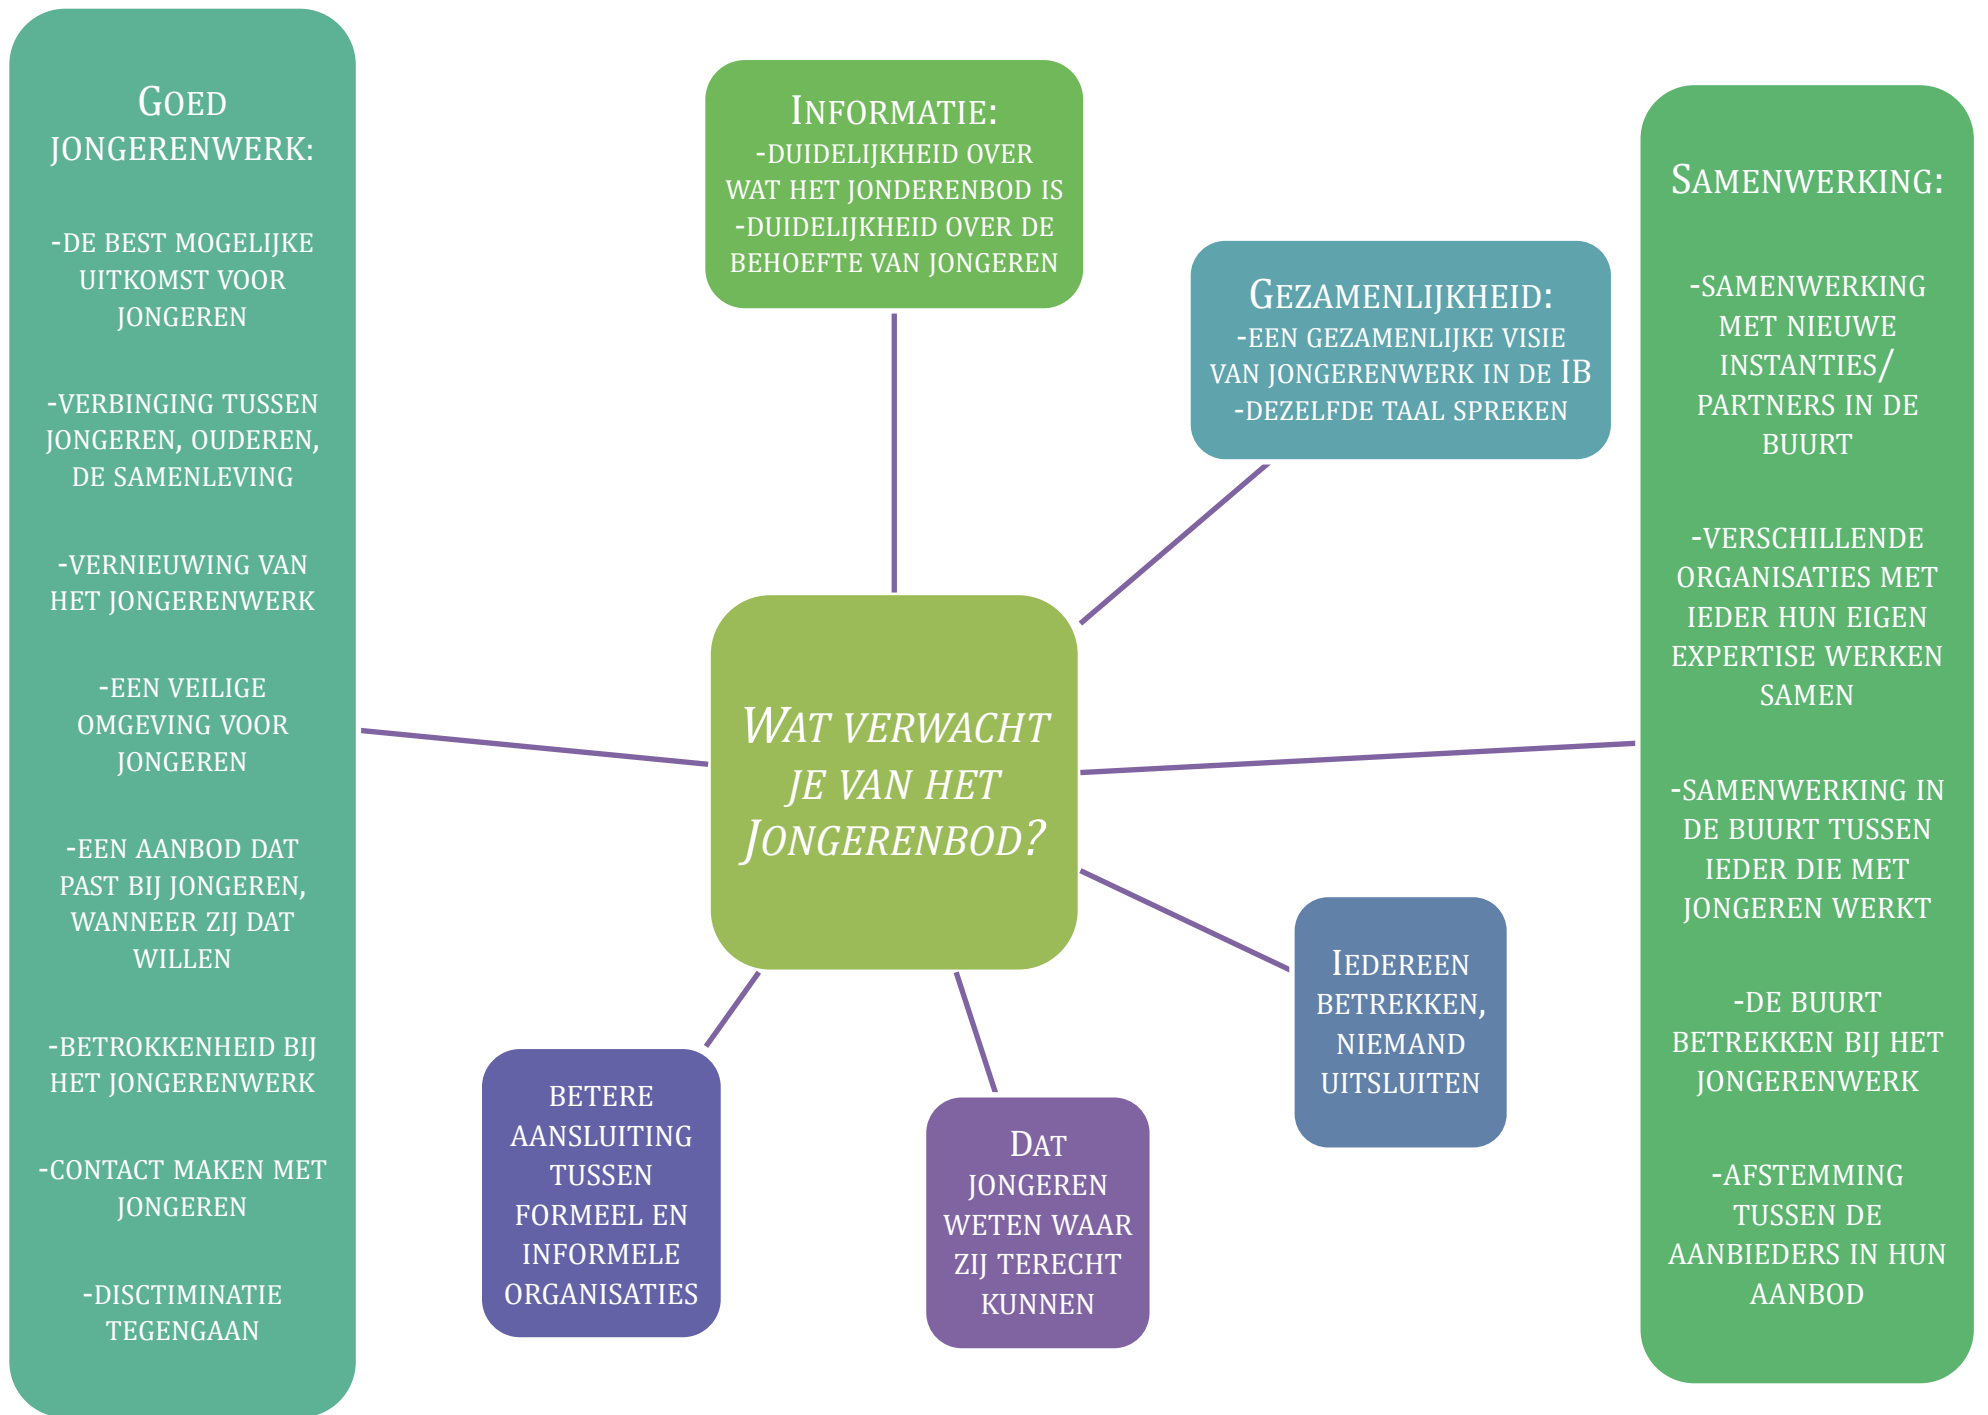 Goed
jongerenwerk:
-de best mogelijke
uitkomst voor
jongeren
-verbinging tussen
jongeren, ouderen,
de samenleving
-vernieuwing van
het jongerenwerk
-een veilige
omgeving voor
jongeren
-een aanbod dat
past bij jongeren,
wanneer zij dat
willen
-betrokkenheid bij
het jongerenwerk
-contact maken met
jongeren
-disctiminatie
tegengaan
Informatie:
-duidelijkheid over
wat het jonderenbod is
-duidelijkheid over de
behoefte van jongeren
Gezamenlijkheid:
-een gezamenlijke visie
van jongerenwerk in de IB
-dezelfde taal spreken
Samenwerking:
-samenwerking
met nieuwe
instanties/
partners in de
buurt
-verschillende
organisaties met
ieder hun eigen
expertise werken
samen
-samenwerking in
de buurt tussen
ieder die met
jongeren werkt
-de buurt
betrekken bij het
jongerenwerk
-afstemming
tussen de
aanbieders in hun
aanbod
Wat verwacht
je van het
Jongerenbod?
Iedereen
betrekken,
niemand
uitsluiten
Dat
jongeren
weten waar
zij terecht
kunnen
betere
aansluiting
tussen
formeel en
informele
organisaties